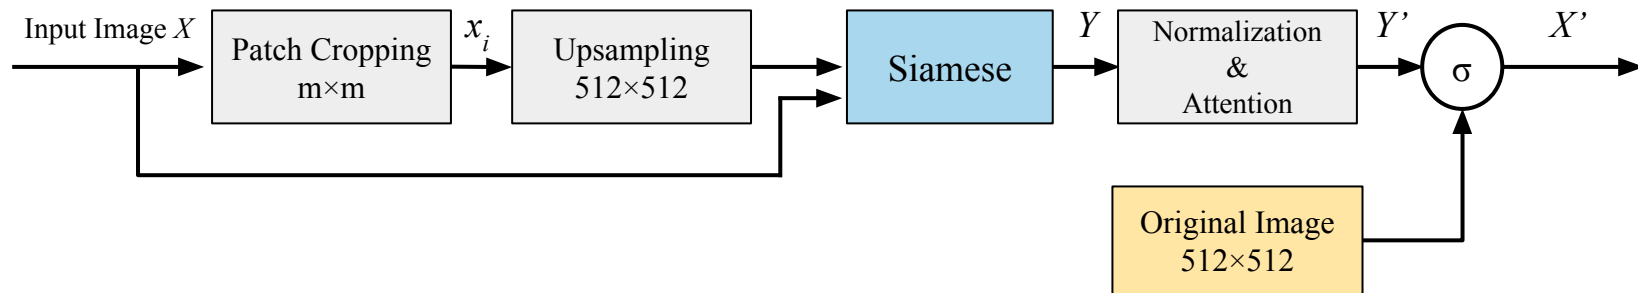 Input Image X
Patch Cropping
m×m
x_i
Upsampling
512×512
Siamese
Y
Normalization
&
Attention
Y’
σ
X’
Original Image
512×512